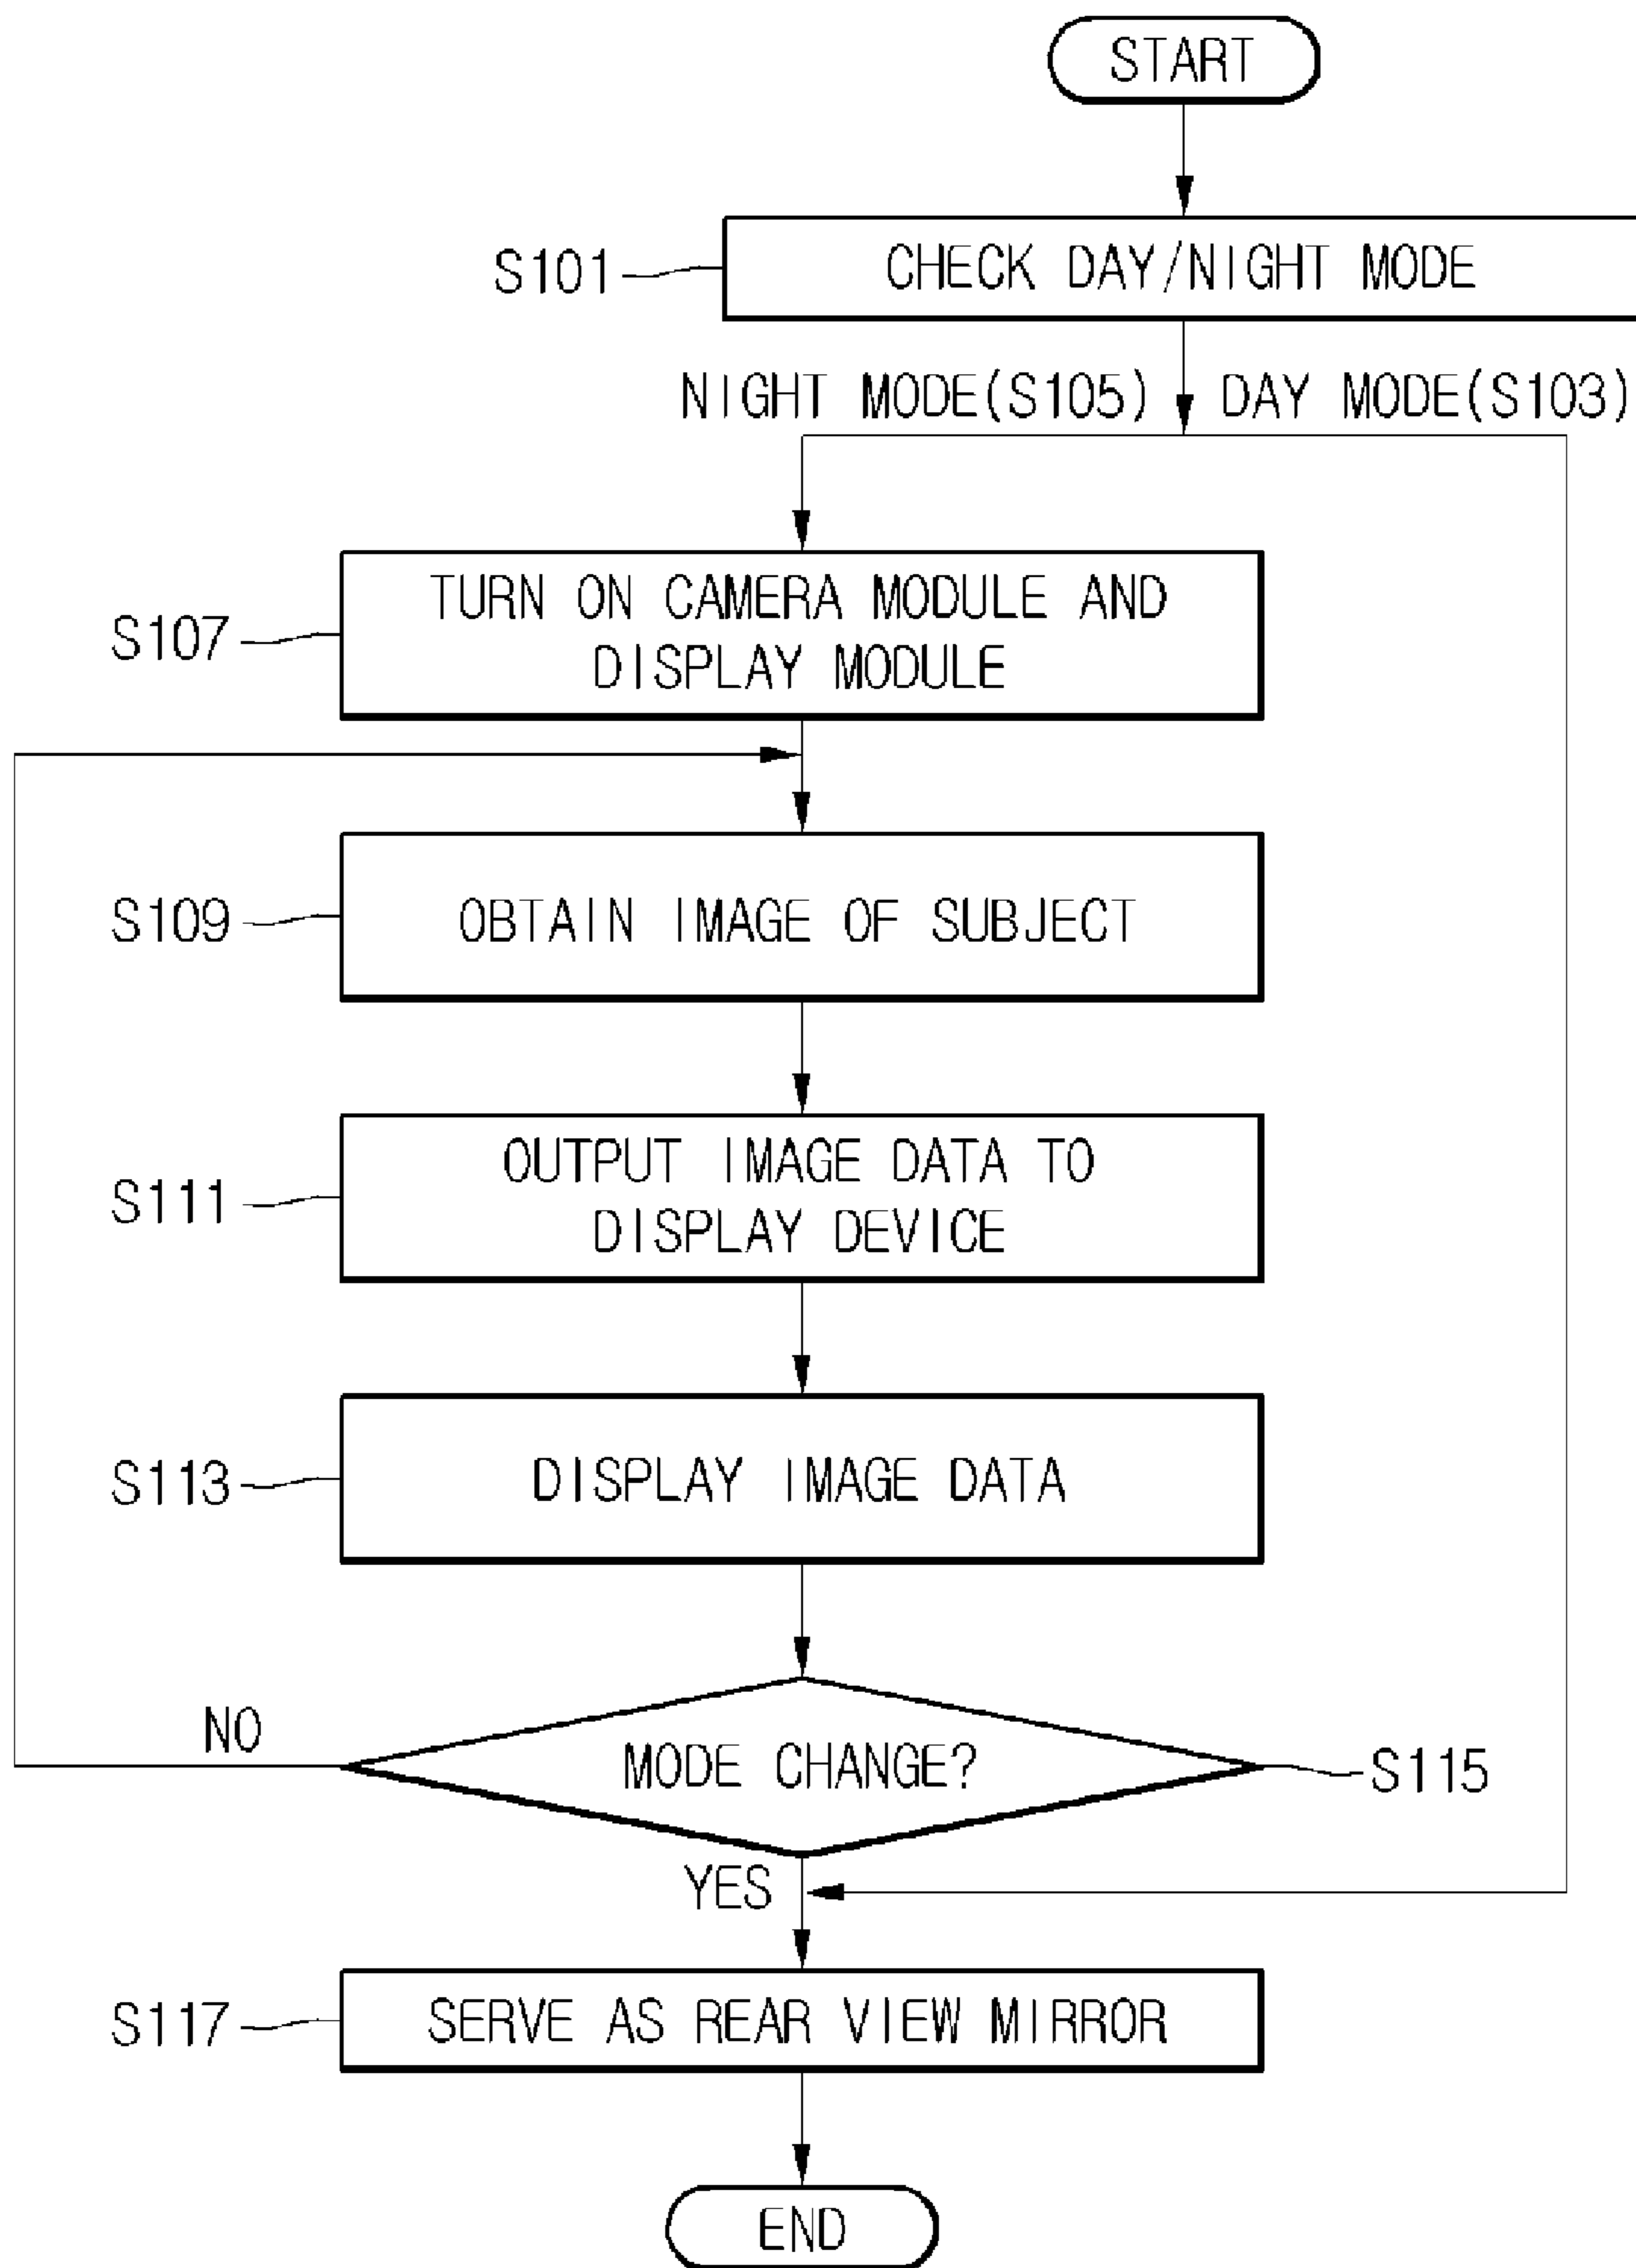 START
S101
CHECK DAY/NIGHT MODE
NIGHT MODE(S105)
DAY MODE(S103)
S107
TURN ON CAMERA MODULE AND
DISPLAY MODULE
S109
OBTAIN IMAGE OF SUBJECT
S111
OUTPUT IMAGE DATA TO
DISPLAY DEVICE
S113
DISPLAY IMAGE DATA
NO
MODE CHANGE?
S115
YES
S117
SERVE AS REAR VIEW MIRROR
END